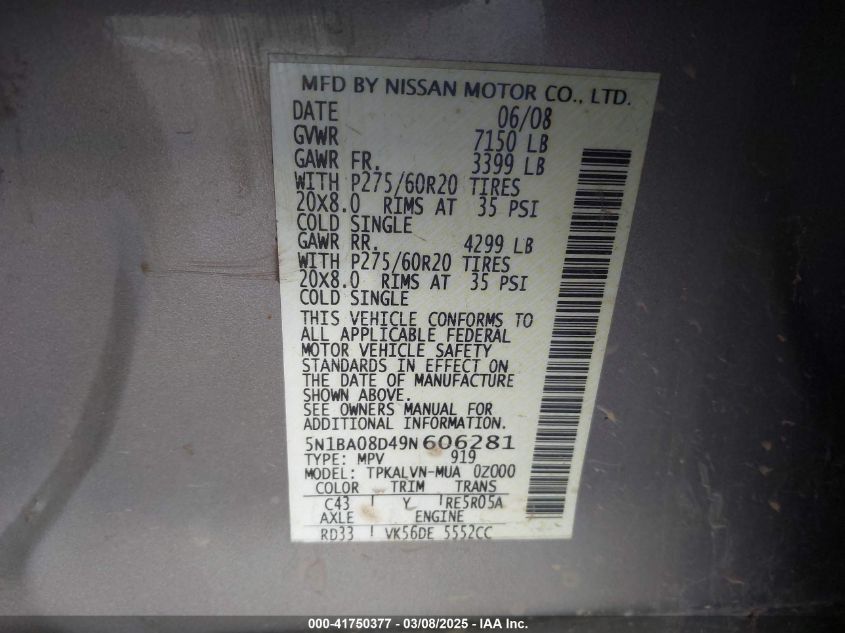 MFD BY NISSAN MOTOR CO., LTD.
DATE 06/08
GVWR 7150 LB
GAWR FR. 3399 LB
WITH P275/60R20 TIRES
20X8.0 RIMS AT 35 PSI
COLD SINGLE
GAWR RR. 4299 LB
WITH P275/60R20 TIRES
20X8.0 RIMS AT 35 PSI
COLD SINGLE
THIS VEHICLE CONFORMS TO
ALL APPLICABLE FEDERAL
MOTOR VEHICLE SAFETY
STANDARDS IN EFFECT ON
THE DATE OF MANUFACTURE
SHOWN ABOVE.
SEE OWNERS MANUAL FOR
ADDITIONAL INFORMATION.
5N1BA08D49N606281
TYPE: MPV 919
MODEL: TPKALVN-MUA 0Z000
COLOR TRIM TRANS
C43 Y RE5R05A
AXLE ENGINE
RD33 VK56DE 5552CC
000-41750377 - 03/08/2025 - IAA Inc.